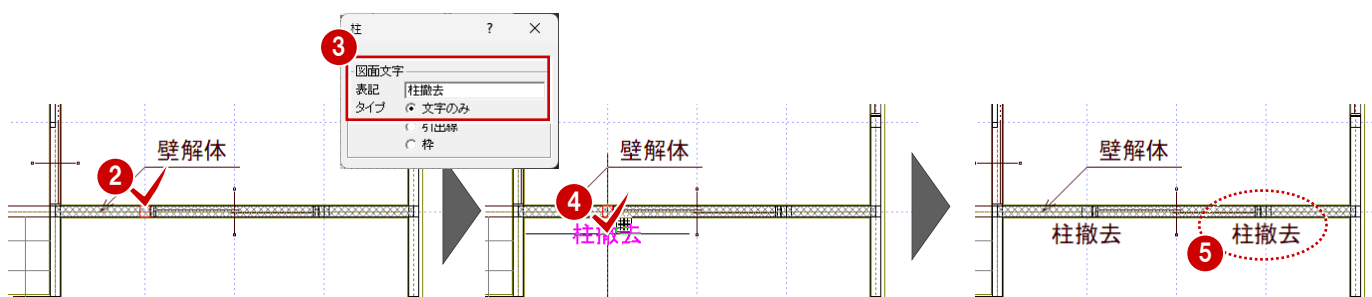 柱 ? ×
3
図面文字
表記 柱撤去
タイプ 文字のみ
引出線
枠
壁解体
2
壁解体
4
柱撤去
壁解体
柱撤去
柱撤去
5